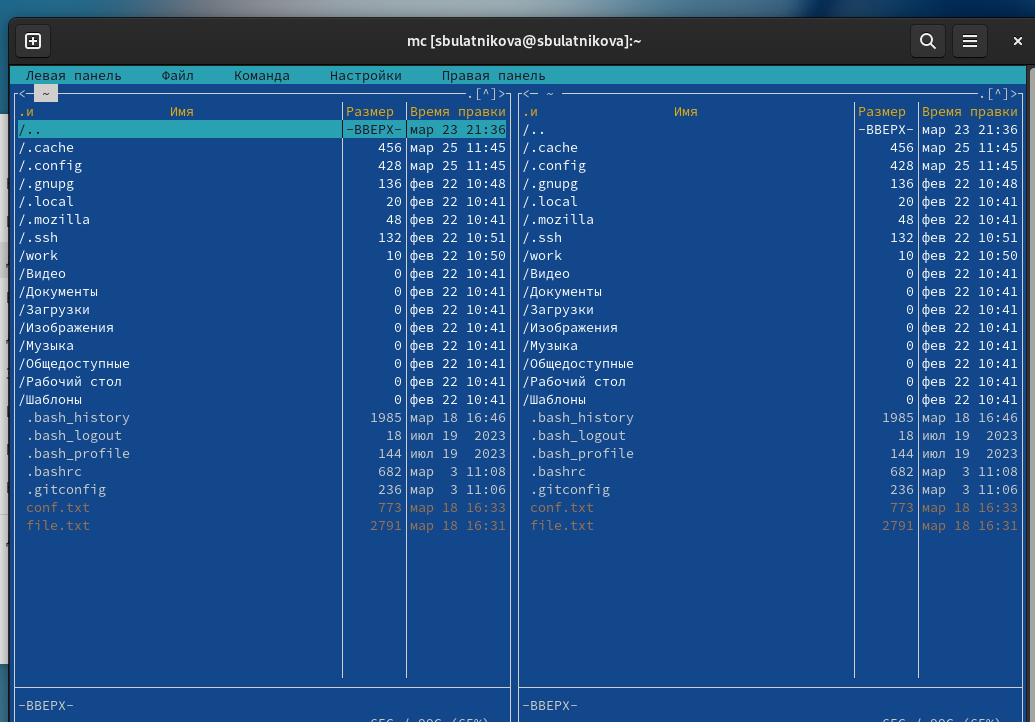 mc [sbulatnikova@sbulatnikova]:~
Левая панель Файл Команда Настройки Правая панель
<─ ~ .[^]> <─ ~ .[^]>
.и Имя Размер Время правки .и Имя Размер Время правки
/.. -ВВЕРХ- мар 23 21:36 /.. -ВВЕРХ- мар 23 21:36
/.cache 456 мар 25 11:45 /.cache 456 мар 25 11:45
/.config 428 мар 25 11:45 /.config 428 мар 25 11:45
/.gnupg 136 фев 22 10:48 /.gnupg 136 фев 22 10:48
/.local 20 фев 22 10:41 /.local 20 фев 22 10:41
/.mozilla 48 фев 22 10:41 /.mozilla 48 фев 22 10:41
/.ssh 132 фев 22 10:51 /.ssh 132 фев 22 10:51
/work 10 фев 22 10:50 /work 10 фев 22 10:50
/Видео 0 фев 22 10:41 /Видео 0 фев 22 10:41
/Документы 0 фев 22 10:41 /Документы 0 фев 22 10:41
/Загрузки 0 фев 22 10:41 /Загрузки 0 фев 22 10:41
/Изображения 0 фев 22 10:41 /Изображения 0 фев 22 10:41
/Музыка 0 фев 22 10:41 /Музыка 0 фев 22 10:41
/Общедоступные 0 фев 22 10:41 /Общедоступные 0 фев 22 10:41
/Рабочий стол 0 фев 22 10:41 /Рабочий стол 0 фев 22 10:41
/Шаблоны 0 фев 22 10:41 /Шаблоны 0 фев 22 10:41
.bash_history 1985 мар 18 16:46 .bash_history 1985 мар 18 16:46
.bash_logout 18 июл 19 2023 .bash_logout 18 июл 19 2023
.bash_profile 144 июл 19 2023 .bash_profile 144 июл 19 2023
.bashrc 682 мар 3 11:08 .bashrc 682 мар 3 11:08
.gitconfig 236 мар 3 11:06 .gitconfig 236 мар 3 11:06
conf.txt 773 мар 18 16:33 conf.txt 773 мар 18 16:33
file.txt 2791 мар 18 16:31 file.txt 2791 мар 18 16:31
-ВВЕРХ- -ВВЕРХ-